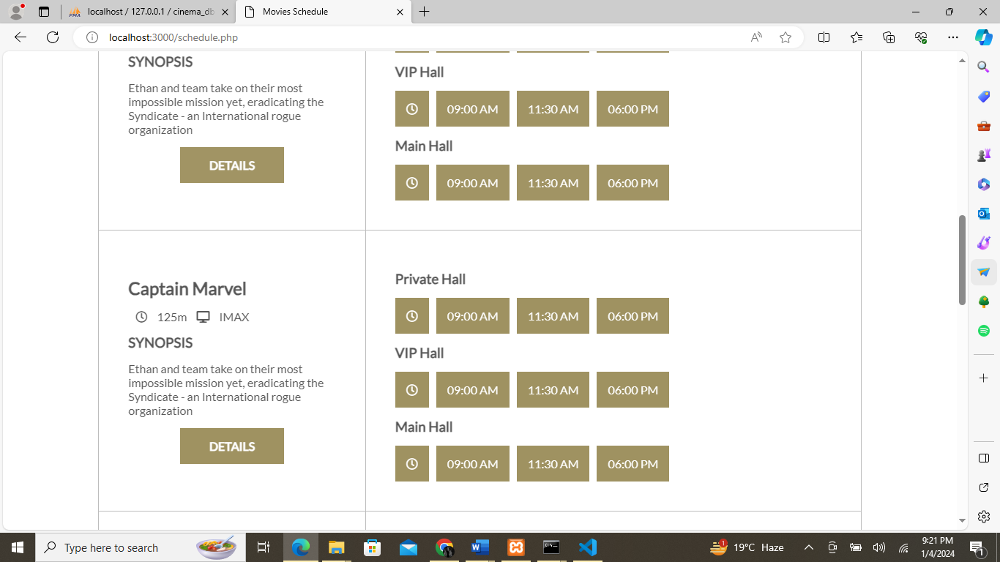 localhost / 127.0.0.1 / cinema_db
Movies Schedule
localhost:3000/schedule.php
SYNOPSIS
Ethan and team take on their most
impossible mission yet, eradicating the
Syndicate - an International rogue
organization
DETAILS
VIP Hall
09:00 AM 11:30 AM 06:00 PM
Main Hall
09:00 AM 11:30 AM 06:00 PM
Captain Marvel
125m IMAX
SYNOPSIS
Ethan and team take on their most
impossible mission yet, eradicating the
Syndicate - an International rogue
organization
DETAILS
Private Hall
09:00 AM 11:30 AM 06:00 PM
VIP Hall
09:00 AM 11:30 AM 06:00 PM
Main Hall
09:00 AM 11:30 AM 06:00 PM
Type here to search
1
19°C Haze
9:21 PM
1/4/2024
1